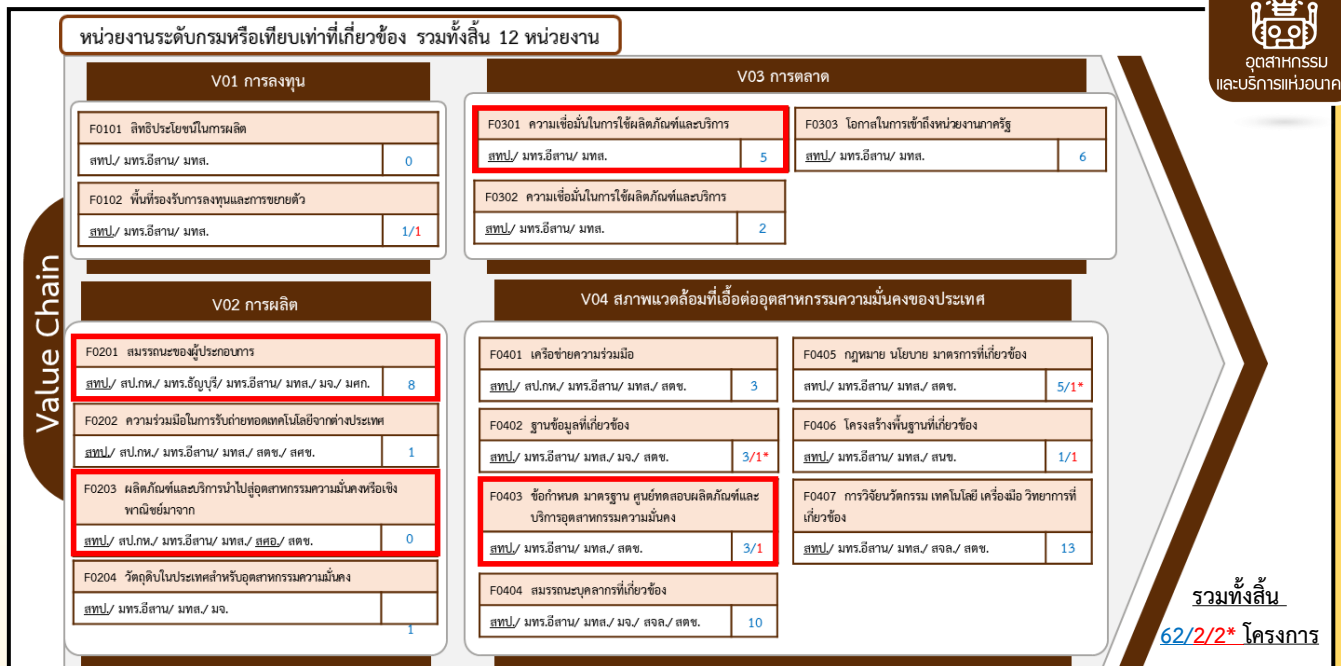 หน่วยงานระดับกรมหรือเทียบเท่าที่เกี่ยวข้อง รวมทั้งสิ้น 12 หน่วยงาน
อุตสาหกรรม
และบริการแห่งอนาค
Value Chain
V01 การลงทุน
F0101 สิทธิประโยชน์ในการผลิต
สทป./ มทร.อีสาน/ มทส. 0
F0102 พื้นที่รองรับการลงทุนและการขยายตัว
สทป./ มทร.อีสาน/ มทส. 1/1
V03 การตลาด
F0301 ความเชื่อมั่นในการใช้ผลิตภัณฑ์และบริการ
สทป./ มทร.อีสาน/ มทส. 5
F0302 ความเชื่อมั่นในการใช้ผลิตภัณฑ์และบริการ
สทป./ มทร.อีสาน/ มทส. 2
F0303 โอกาสในการเข้าถึงหน่วยงานภาครัฐ
สทป./ มทร.อีสาน/ มทส. 6
V02 การผลิต
F0201 สมรรถนะของผู้ประกอบการ
สทป./ สป.กห./ มทร.ธัญบุรี/ มทร.อีสาน/ มทส./ มจ./ มศก. 8
F0202 ความร่วมมือในการรับถ่ายทอดเทคโนโลยีจากต่างประเทศ
สทป./ สป.กห./ มทร.อีสาน/ มทส./ สตช./ สศช. 1
F0203 ผลิตภัณฑ์และบริการนำไปสู่อุตสาหกรรมความมั่นคงหรือเชิง
พาณิชย์มาจาก
สทป./ สป.กห./ มทร.อีสาน/ มทส./ สศอ./ สตช. 0
F0204 วัตถุดิบในประเทศสำหรับอุตสาหกรรมความมั่นคง
สทป./ มทร.อีสาน/ มทส./ มจ.
1
V04 สภาพแวดล้อมที่เอื้อต่ออุตสาหกรรมความมั่นคงของประเทศ
F0401 เครือข่ายความร่วมมือ
สทป./ สป.กห./ มทร.อีสาน/ มทส./ สตช. 3
F0402 ฐานข้อมูลที่เกี่ยวข้อง
สทป./ มทร.อีสาน/ มทส./ มจ./ สตช. 3/1*
F0403 ข้อกำหนด มาตรฐาน ศูนย์ทดสอบผลิตภัณฑ์และ
บริการอุตสาหกรรมความมั่นคง
สทป./ มทร.อีสาน/ มทส./ สตช. 3/1
F0404 สมรรถนะบุคลากรที่เกี่ยวข้อง
สทป./ มทร.อีสาน/ มทส./ มจ./ สจล./ สตช. 10
F0405 กฎหมาย นโยบาย มาตรการที่เกี่ยวข้อง
สทป./ มทร.อีสาน/ มทส./ สตช. 5/1*
F0406 โครงสร้างพื้นฐานที่เกี่ยวข้อง
สทป./ มทร.อีสาน/ มทส./ สนช. 1/1
F0407 การวิจัยนวัตกรรม เทคโนโลยี เครื่องมือ วิทยาการที่
เกี่ยวข้อง
สทป./ มทร.อีสาน/ มทส./ สจล./ สตช. 13
รวมทั้งสิ้น
62/2/2* โครงการ